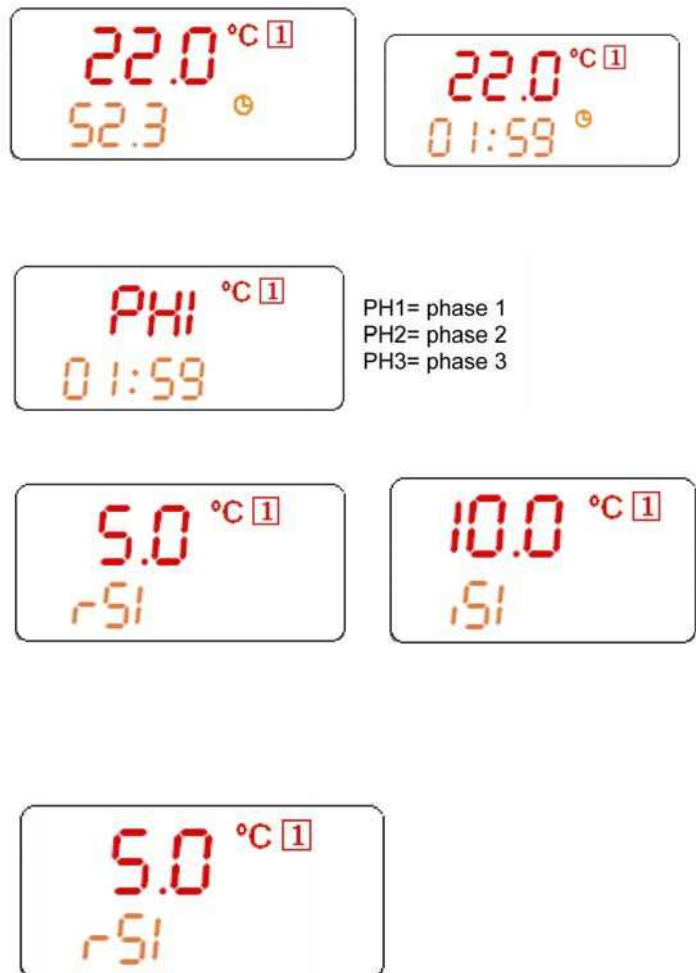 22.0 °C 1
52.3
22.0 °C 1
01:59
PH1 °C 1
01:59
PH1= phase 1
PH2= phase 2
PH3= phase 3
5.0 °C 1
rS1
10.0 °C 1
iS1
5.0 °C 1
rS1